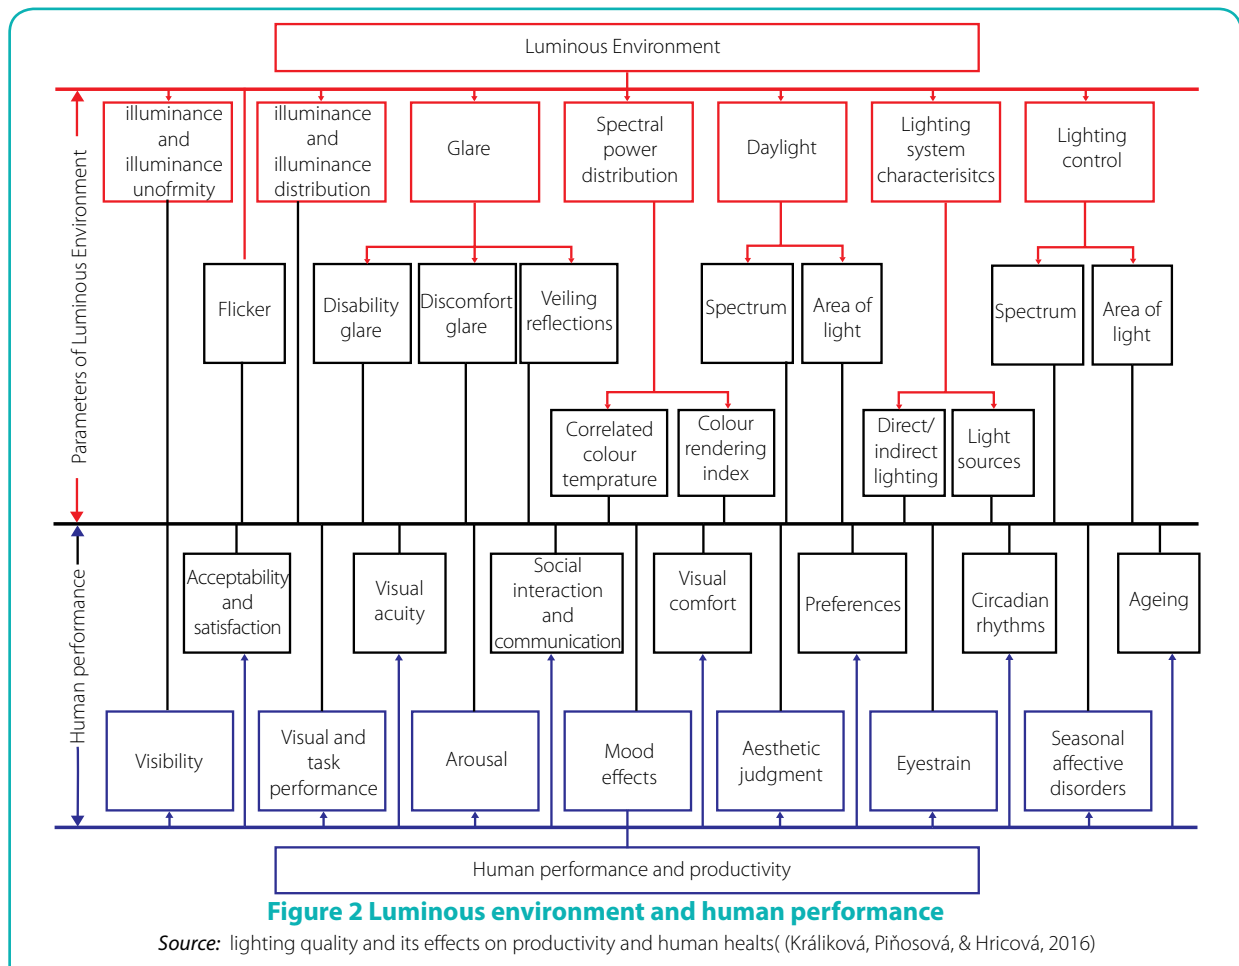 Luminous Environment
illuminance
and
illuminance
unofrmity
illuminance
and
illuminance
distribution
Glare
Spectral
power
distribution
Daylight
Lighting
system
characterisitcs
Lighting
control
Parameters of Luminous Environment
Flicker
Disability
glare
Discomfort
glare
Veiling
reflections
Spectrum
Area of
light
Spectrum
Area of
light
Correlated
colour
temprature
Colour
rendering
index
Direct/
indirect
lighting
Light
sources
Human performance
Acceptability
and
satisfaction
Visual
acuity
Social
interaction
and
communication
Visual
comfort
Preferences
Circadian
rhythms
Ageing
Visibility
Visual and
task
performance
Arousal
Mood
effects
Aesthetic
judgment
Eyestrain
Seasonal
affective
disorders
Human performance and productivity
Figure 2 Luminous environment and human performance
Source: lighting quality and its effects on productivity and human healts( (Králiková, Piňosová, & Hricová, 2016)